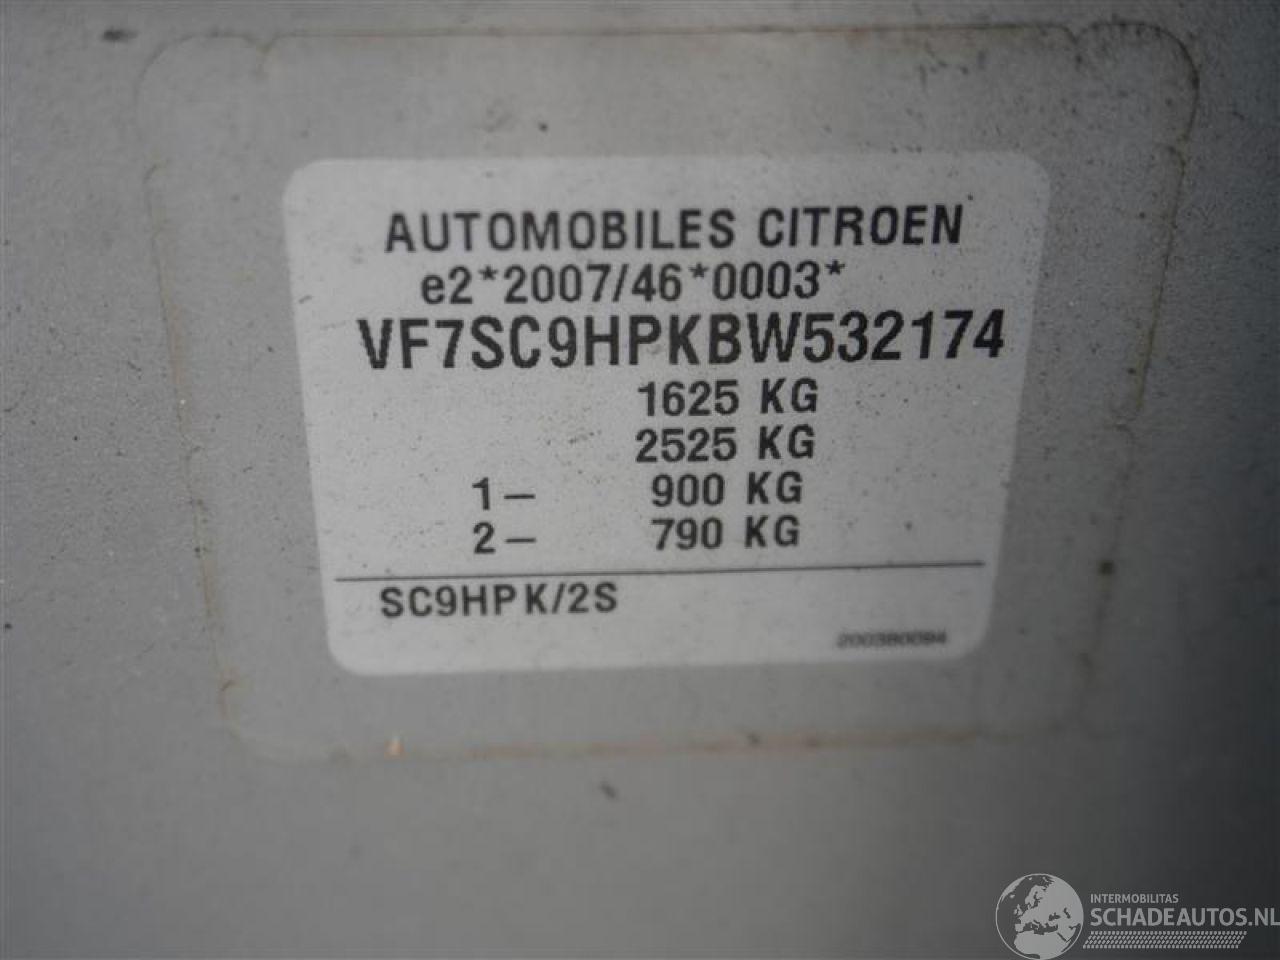 AUTOMOBILES CITROEN
e2*2007/46*0003*
VF7SC9HPKBW532174
1625 KG
2525 KG
1- 900 KG
2- 790 KG
SC9HPK/2S
200380094
INTERMOBILITAS
SCHADEAUTOS.NL